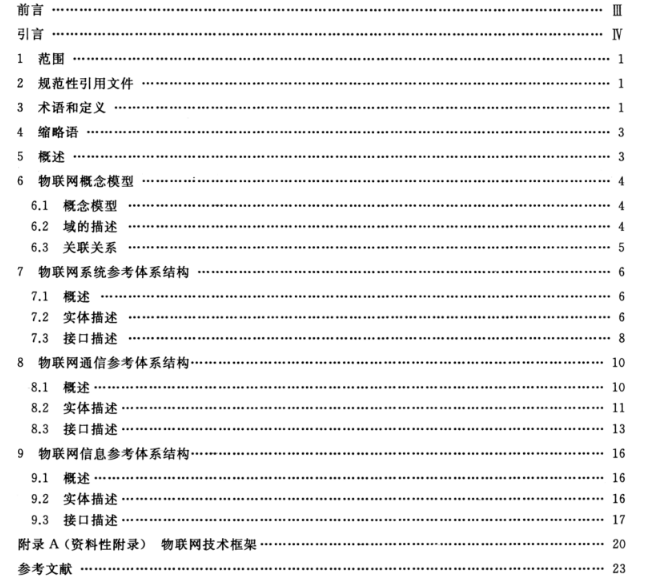 前言 …… Ⅲ
引言 …… Ⅳ
1 范围 …… 1
2 规范性引用文件 …… 1
3 术语和定义 …… 1
4 缩略语 …… 3
5 概述 …… 3
6 物联网概念模型 …… 4
6.1 概念模型 …… 4
6.2 域的描述 …… 4
6.3 关联关系 …… 5
7 物联网系统参考体系结构 …… 6
7.1 概述 …… 6
7.2 实体描述 …… 6
7.3 接口描述 …… 8
8 物联网通信参考体系结构 …… 10
8.1 概述 …… 10
8.2 实体描述 …… 11
8.3 接口描述 …… 13
9 物联网信息参考体系结构 …… 16
9.1 概述 …… 16
9.2 实体描述 …… 16
9.3 接口描述 …… 17
附录 A(资料性附录) 物联网技术框架 …… 20
参考文献 …… 23